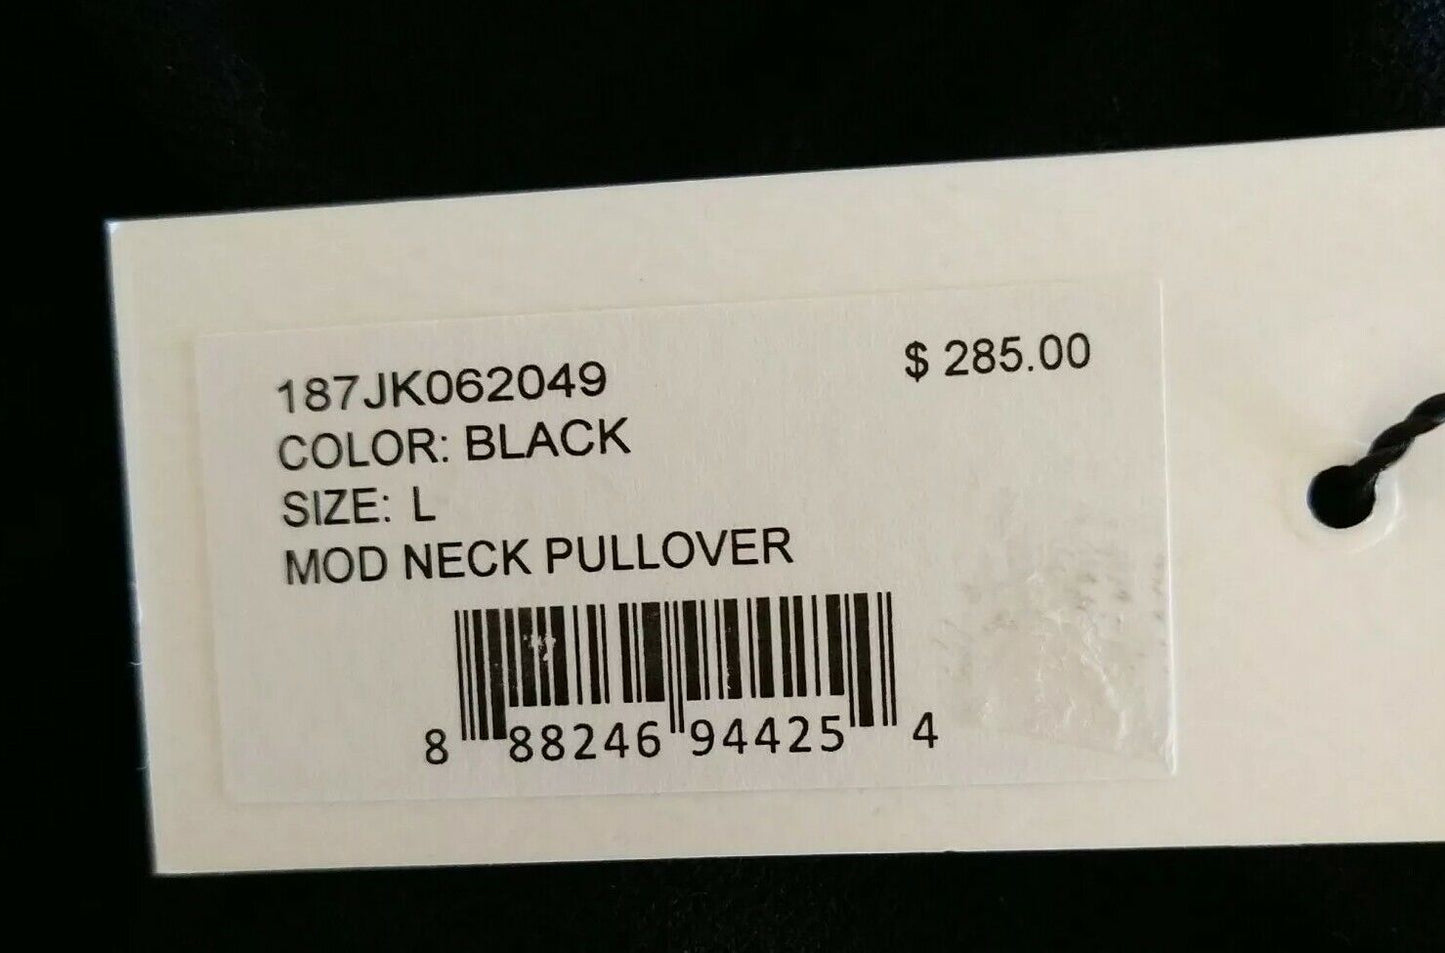 187JK062049 $ 285.00
COLOR: BLACK
SIZE: L
MOD NECK PULLOVER
8 88246 94425 4